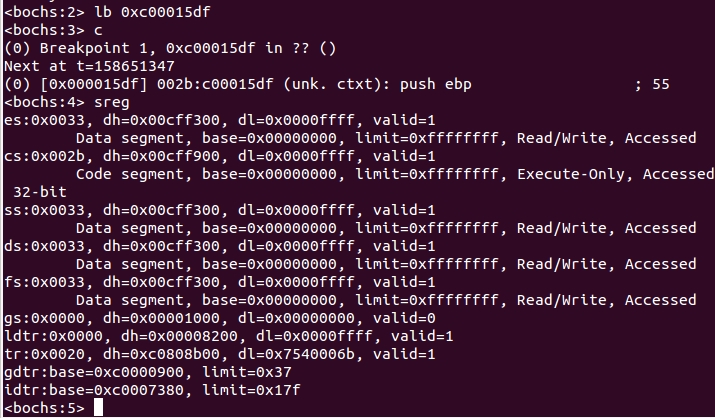 <bochs:2> lb 0xc00015df
<bochs:3> c
(0) Breakpoint 1, 0xc00015df in ?? ()
Next at t=158651347
(0) [0x000015df] 002b:c00015df (unk. ctxt): push ebp                  ; 55
<bochs:4> sreg
es:0x0033, dh=0x00cff300, dl=0x0000ffff, valid=1
        Data segment, base=0x00000000, limit=0xffffffff, Read/Write, Accessed
cs:0x002b, dh=0x00cff900, dl=0x0000ffff, valid=1
        Code segment, base=0x00000000, limit=0xffffffff, Execute-Only, Accessed
 32-bit
ss:0x0033, dh=0x00cff300, dl=0x0000ffff, valid=1
        Data segment, base=0x00000000, limit=0xffffffff, Read/Write, Accessed
ds:0x0033, dh=0x00cff300, dl=0x0000ffff, valid=1
        Data segment, base=0x00000000, limit=0xffffffff, Read/Write, Accessed
fs:0x0033, dh=0x00cff300, dl=0x0000ffff, valid=1
        Data segment, base=0x00000000, limit=0xffffffff, Read/Write, Accessed
gs:0x0000, dh=0x00001000, dl=0x00000000, valid=0
ldtr:0x0000, dh=0x00008200, dl=0x0000ffff, valid=1
tr:0x0020, dh=0xc0808b00, dl=0x7540006b, valid=1
gdtr:base=0xc0000900, limit=0x37
idtr:base=0xc0007380, limit=0x17f
<bochs:5>